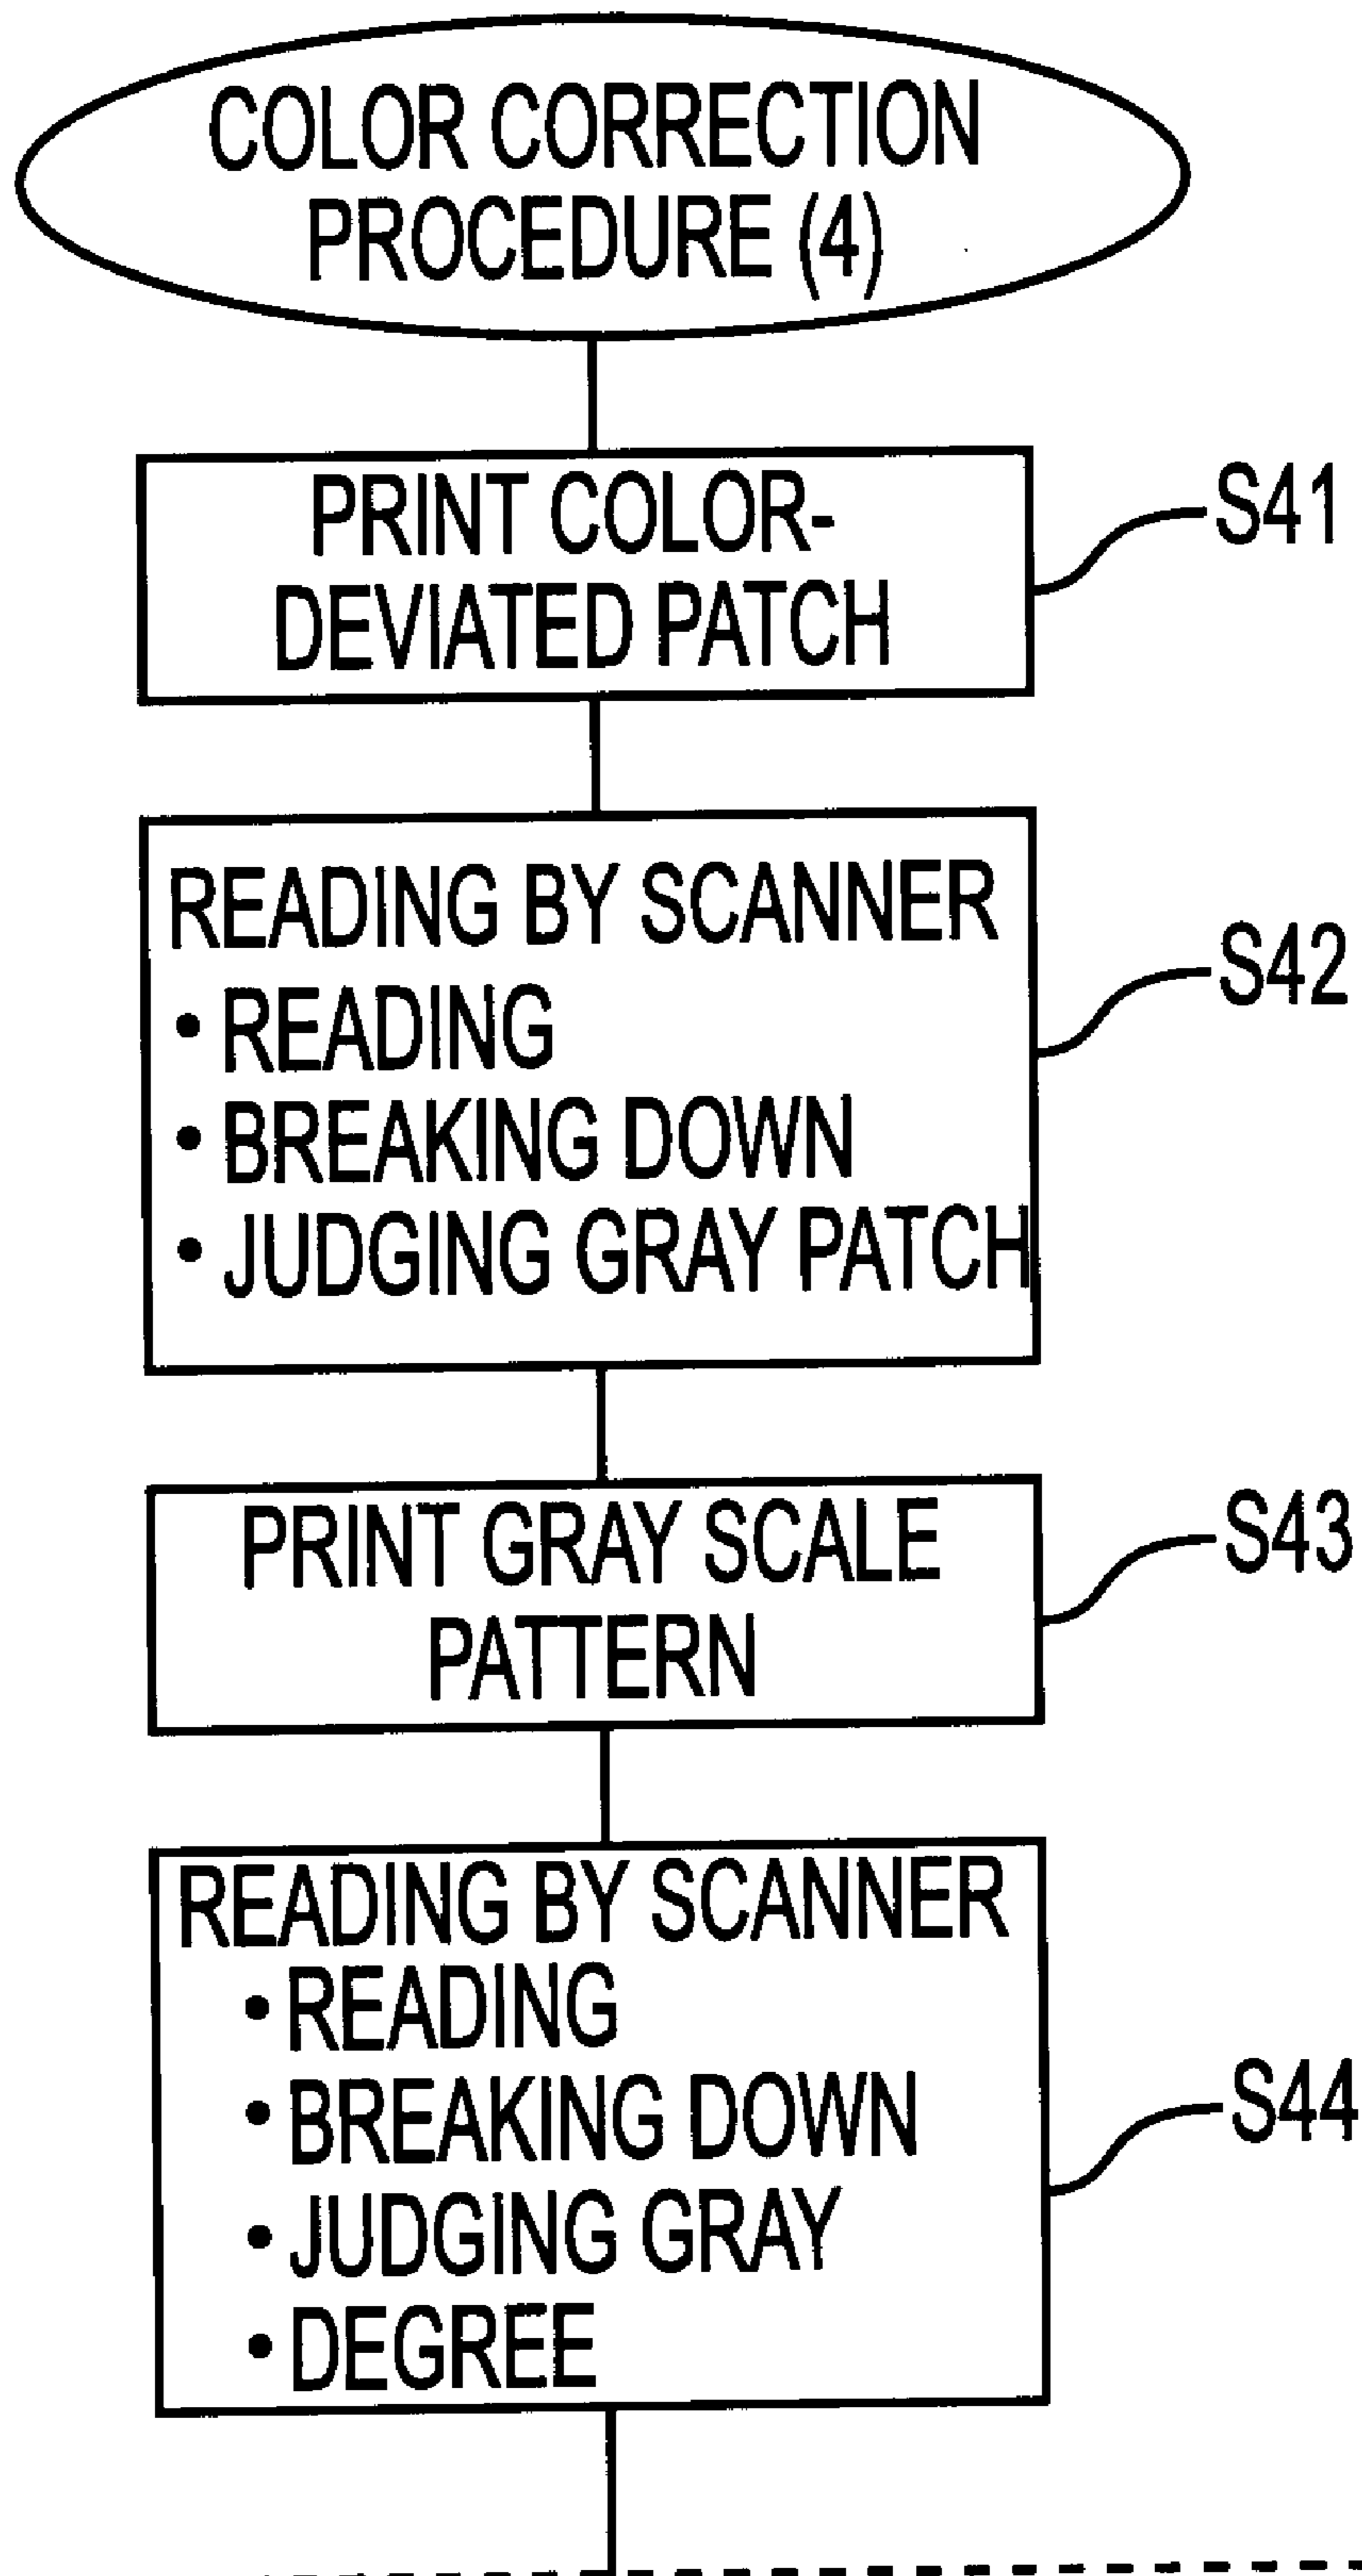 COLOR CORRECTION
PROCEDURE (4)
PRINT COLOR-
DEVIATED PATCH
S41
READING BY SCANNER
• READING
• BREAKING DOWN
• JUDGING GRAY PATCH
S42
PRINT GRAY SCALE
PATTERN
S43
READING BY SCANNER
• READING
• BREAKING DOWN
• JUDGING GRAY
• DEGREE
S44